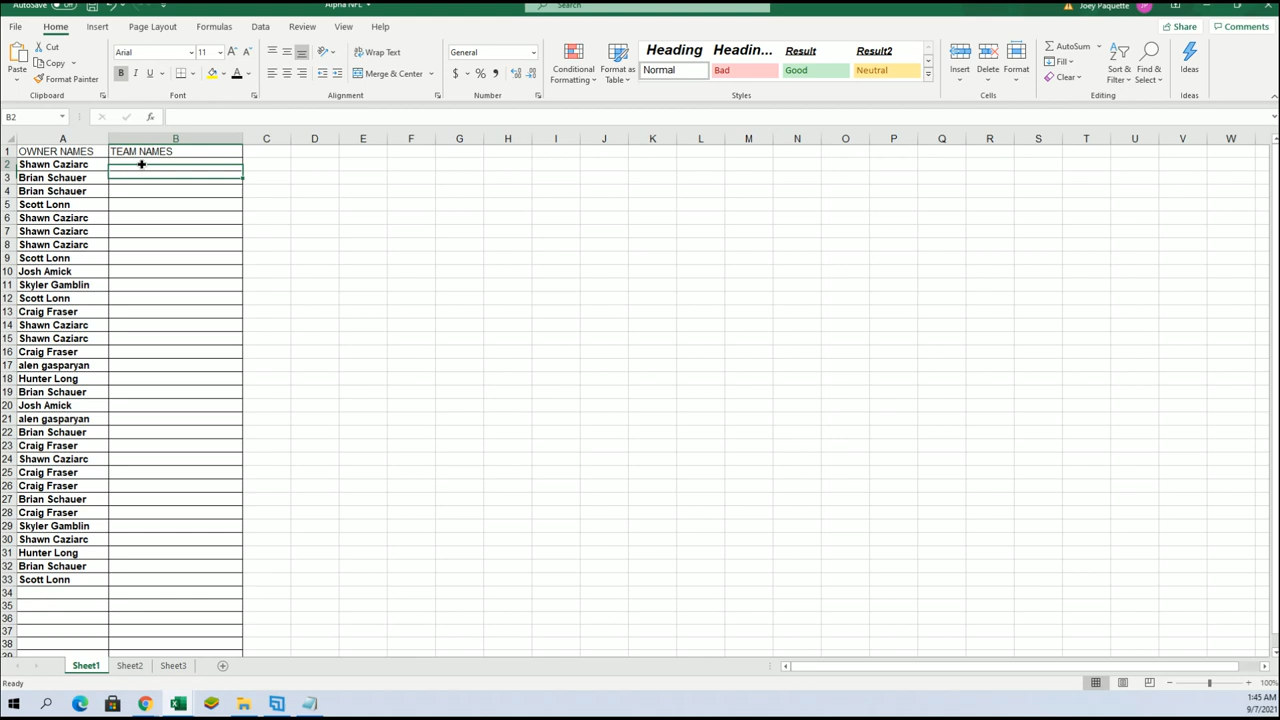 AutoSave Off Alpha NFL Search Joey Paquette JP
File Home Insert Page Layout Formulas Data Review View Help Share Comments
Paste Cut Copy Format Painter Clipboard
Arial 11 A A B I U A Font
Wrap Text Merge & Center Alignment
General $ % Number
Conditional Formatting Format as Table
Heading Headin... Result Result2
Normal Bad Good Neutral
Styles
Insert Delete Format Cells
AutoSum Fill Clear Sort & Filter Find & Select Editing
Ideas Ideas
B2 fx
A B C D E F G H I J K L M N O P Q R S T U V W
1 OWNER NAMES TEAM NAMES
2 Shawn Caziarc
3 Brian Schauer
4 Brian Schauer
5 Scott Lonn
6 Shawn Caziarc
7 Shawn Caziarc
8 Shawn Caziarc
9 Scott Lonn
10 Josh Amick
11 Skyler Gamblin
12 Scott Lonn
13 Craig Fraser
14 Shawn Caziarc
15 Shawn Caziarc
16 Craig Fraser
17 alen gasparyan
18 Hunter Long
19 Brian Schauer
20 Josh Amick
21 alen gasparyan
22 Brian Schauer
23 Craig Fraser
24 Shawn Caziarc
25 Craig Fraser
26 Craig Fraser
27 Brian Schauer
28 Craig Fraser
29 Skyler Gamblin
30 Shawn Caziarc
31 Hunter Long
32 Brian Schauer
33 Scott Lonn
34
35
36
37
38
39
Sheet1 Sheet2 Sheet3
Ready 100%
1:45 AM
9/7/2021